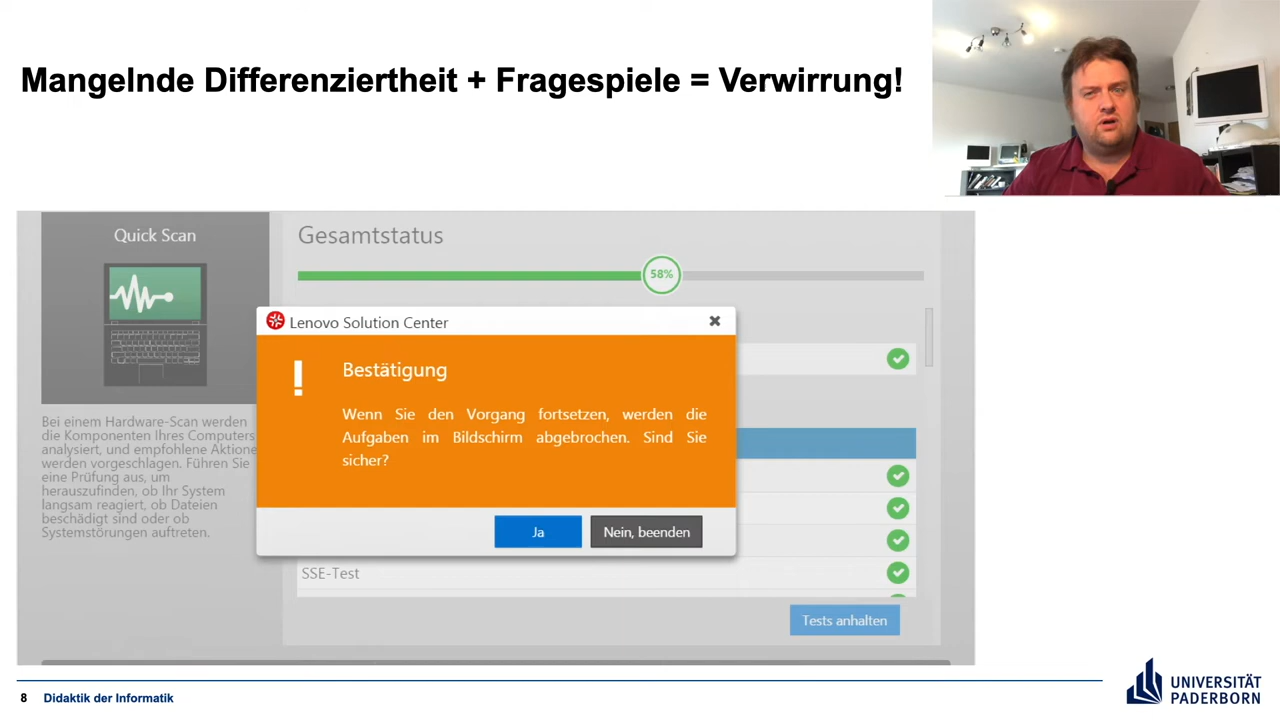 Mangelnde Differenziertheit + Fragespiele = Verwirrung!
Quick Scan
Gesamtstatus
58%
Lenovo Solution Center
Bestätigung
Wenn Sie den Vorgang fortsetzen, werden die
Aufgaben im Bildschirm abgebrochen. Sind Sie
sicher?
Ja
Nein, beenden
Bei einem Hardware-Scan werden
die Komponenten Ihres Computers
analysiert, und empfohlene Aktione
werden vorgeschlagen. Führen Sie
eine Prüfung aus, um
herauszufinden, ob Ihr System
langsam reagiert, ob Dateien
beschädigt sind oder ob
Systemstörungen auftreten.
SSE-Test
Tests anhalten
8 Didaktik der Informatik
UNIVERSITÄT
PADERBORN